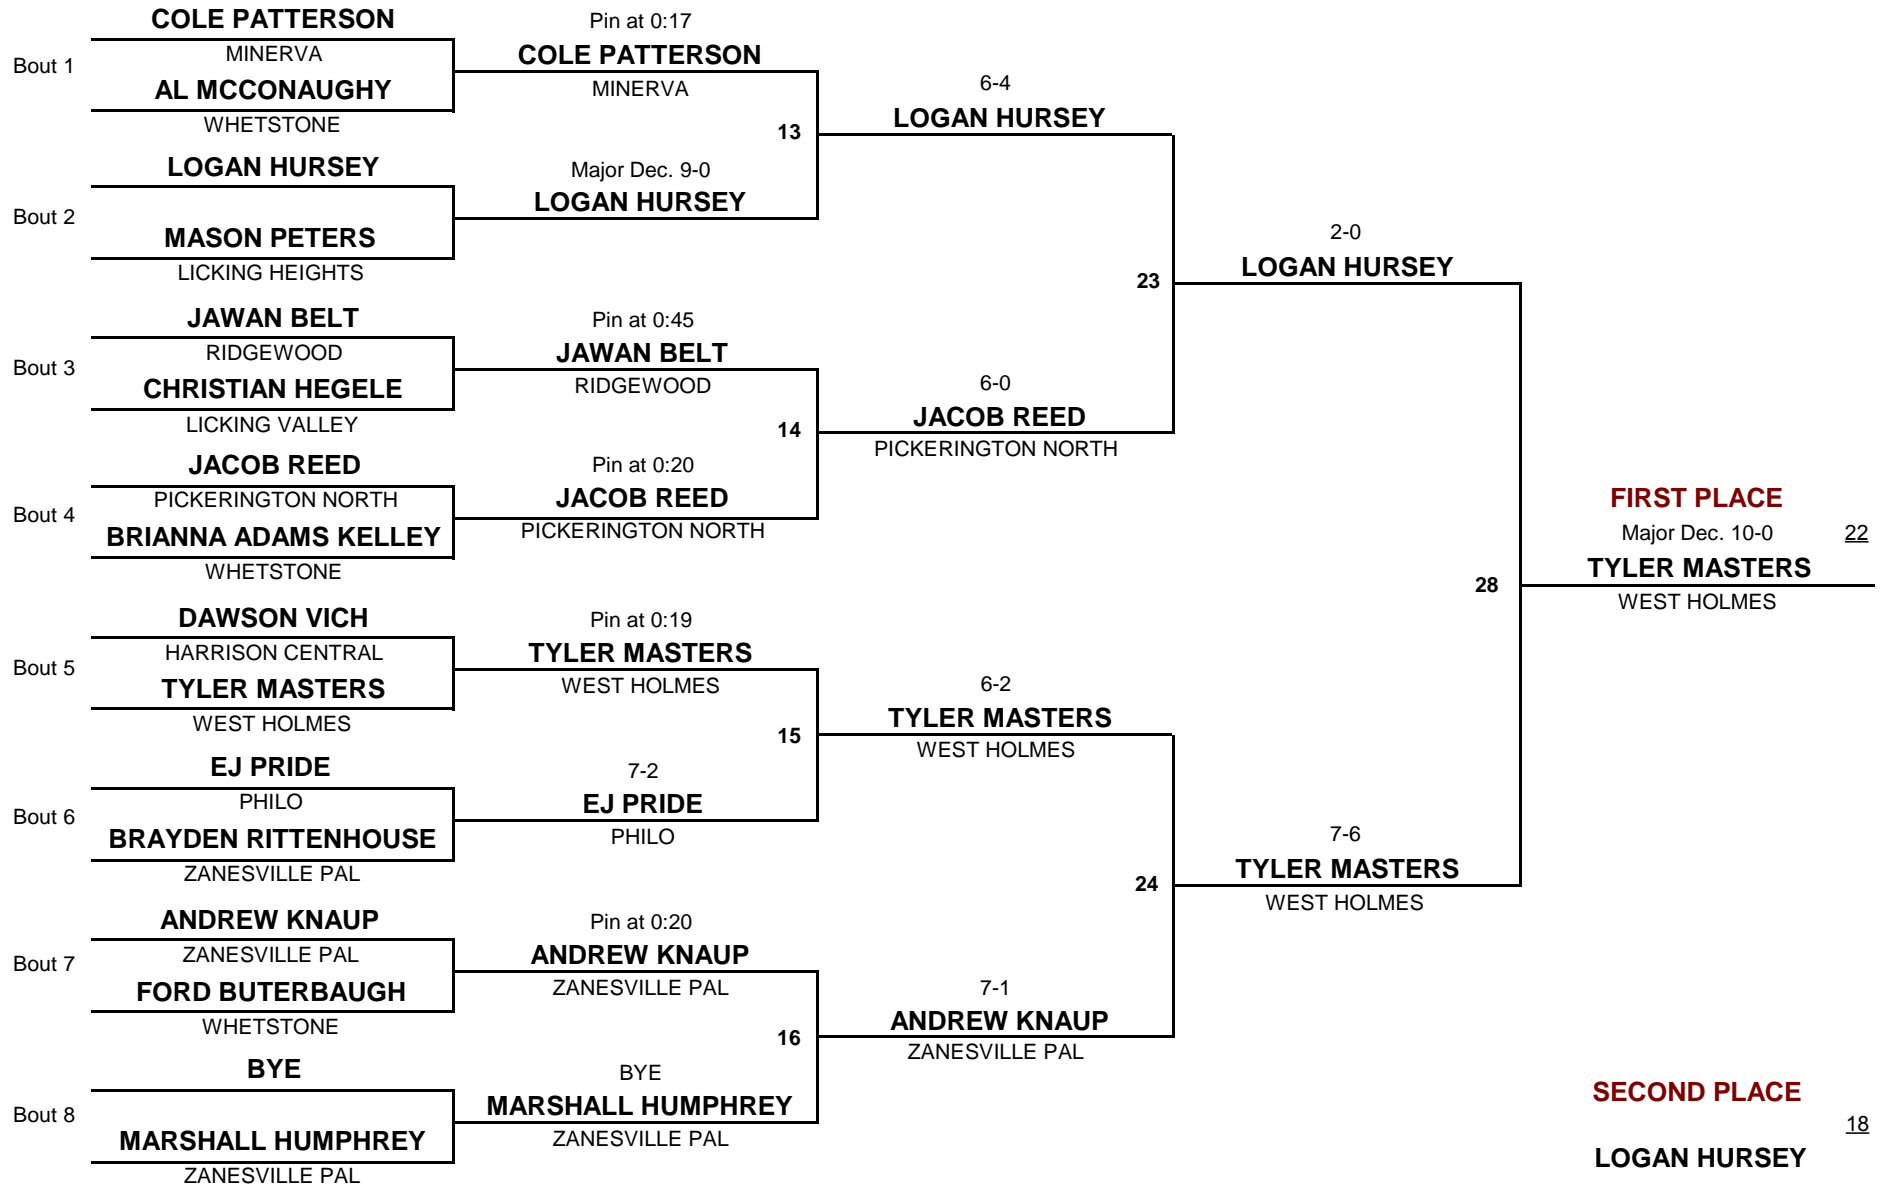 COLE PATTERSON
MINERVA
Bout 1
AL MCCONAUGHY
WHETSTONE
LOGAN HURSEY
Bout 2
MASON PETERS
LICKING HEIGHTS
JAWAN BELT
RIDGEWOOD
Bout 3
CHRISTIAN HEGELE
LICKING VALLEY
JACOB REED
PICKERINGTON NORTH
Bout 4
BRIANNA ADAMS KELLEY
WHETSTONE
DAWSON VICH
HARRISON CENTRAL
Bout 5
TYLER MASTERS
WEST HOLMES
EJ PRIDE
PHILO
Bout 6
BRAYDEN RITTENHOUSE
ZANESVILLE PAL
ANDREW KNAUP
ZANESVILLE PAL
Bout 7
FORD BUTERBAUGH
WHETSTONE
BYE
Bout 8
MARSHALL HUMPHREY
ZANESVILLE PAL
Pin at 0:17
COLE PATTERSON
MINERVA
13
Major Dec. 9-0
LOGAN HURSEY
Pin at 0:45
JAWAN BELT
RIDGEWOOD
14
Pin at 0:20
JACOB REED
PICKERINGTON NORTH
Pin at 0:19
TYLER MASTERS
WEST HOLMES
15
7-2
EJ PRIDE
PHILO
Pin at 0:20
ANDREW KNAUP
ZANESVILLE PAL
16
BYE
MARSHALL HUMPHREY
ZANESVILLE PAL
6-4
LOGAN HURSEY
23
6-0
JACOB REED
PICKERINGTON NORTH
6-2
TYLER MASTERS
WEST HOLMES
24
7-1
ANDREW KNAUP
ZANESVILLE PAL
2-0
LOGAN HURSEY
28
7-6
TYLER MASTERS
WEST HOLMES
FIRST PLACE
Major Dec. 10-0 22
TYLER MASTERS
WEST HOLMES
SECOND PLACE
18
LOGAN HURSEY